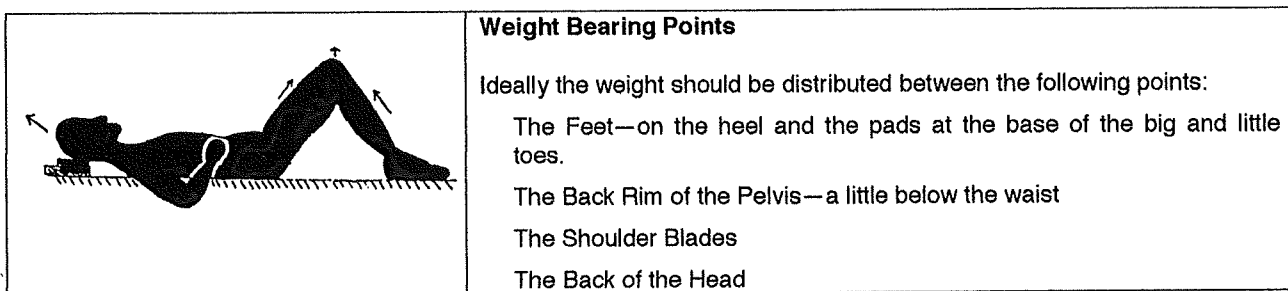 Weight Bearing Points
Ideally the weight should be distributed between the following points:
The Feet—on the heel and the pads at the base of the big and little
toes.
The Back Rim of the Pelvis—a little below the waist
The Shoulder Blades
The Back of the Head